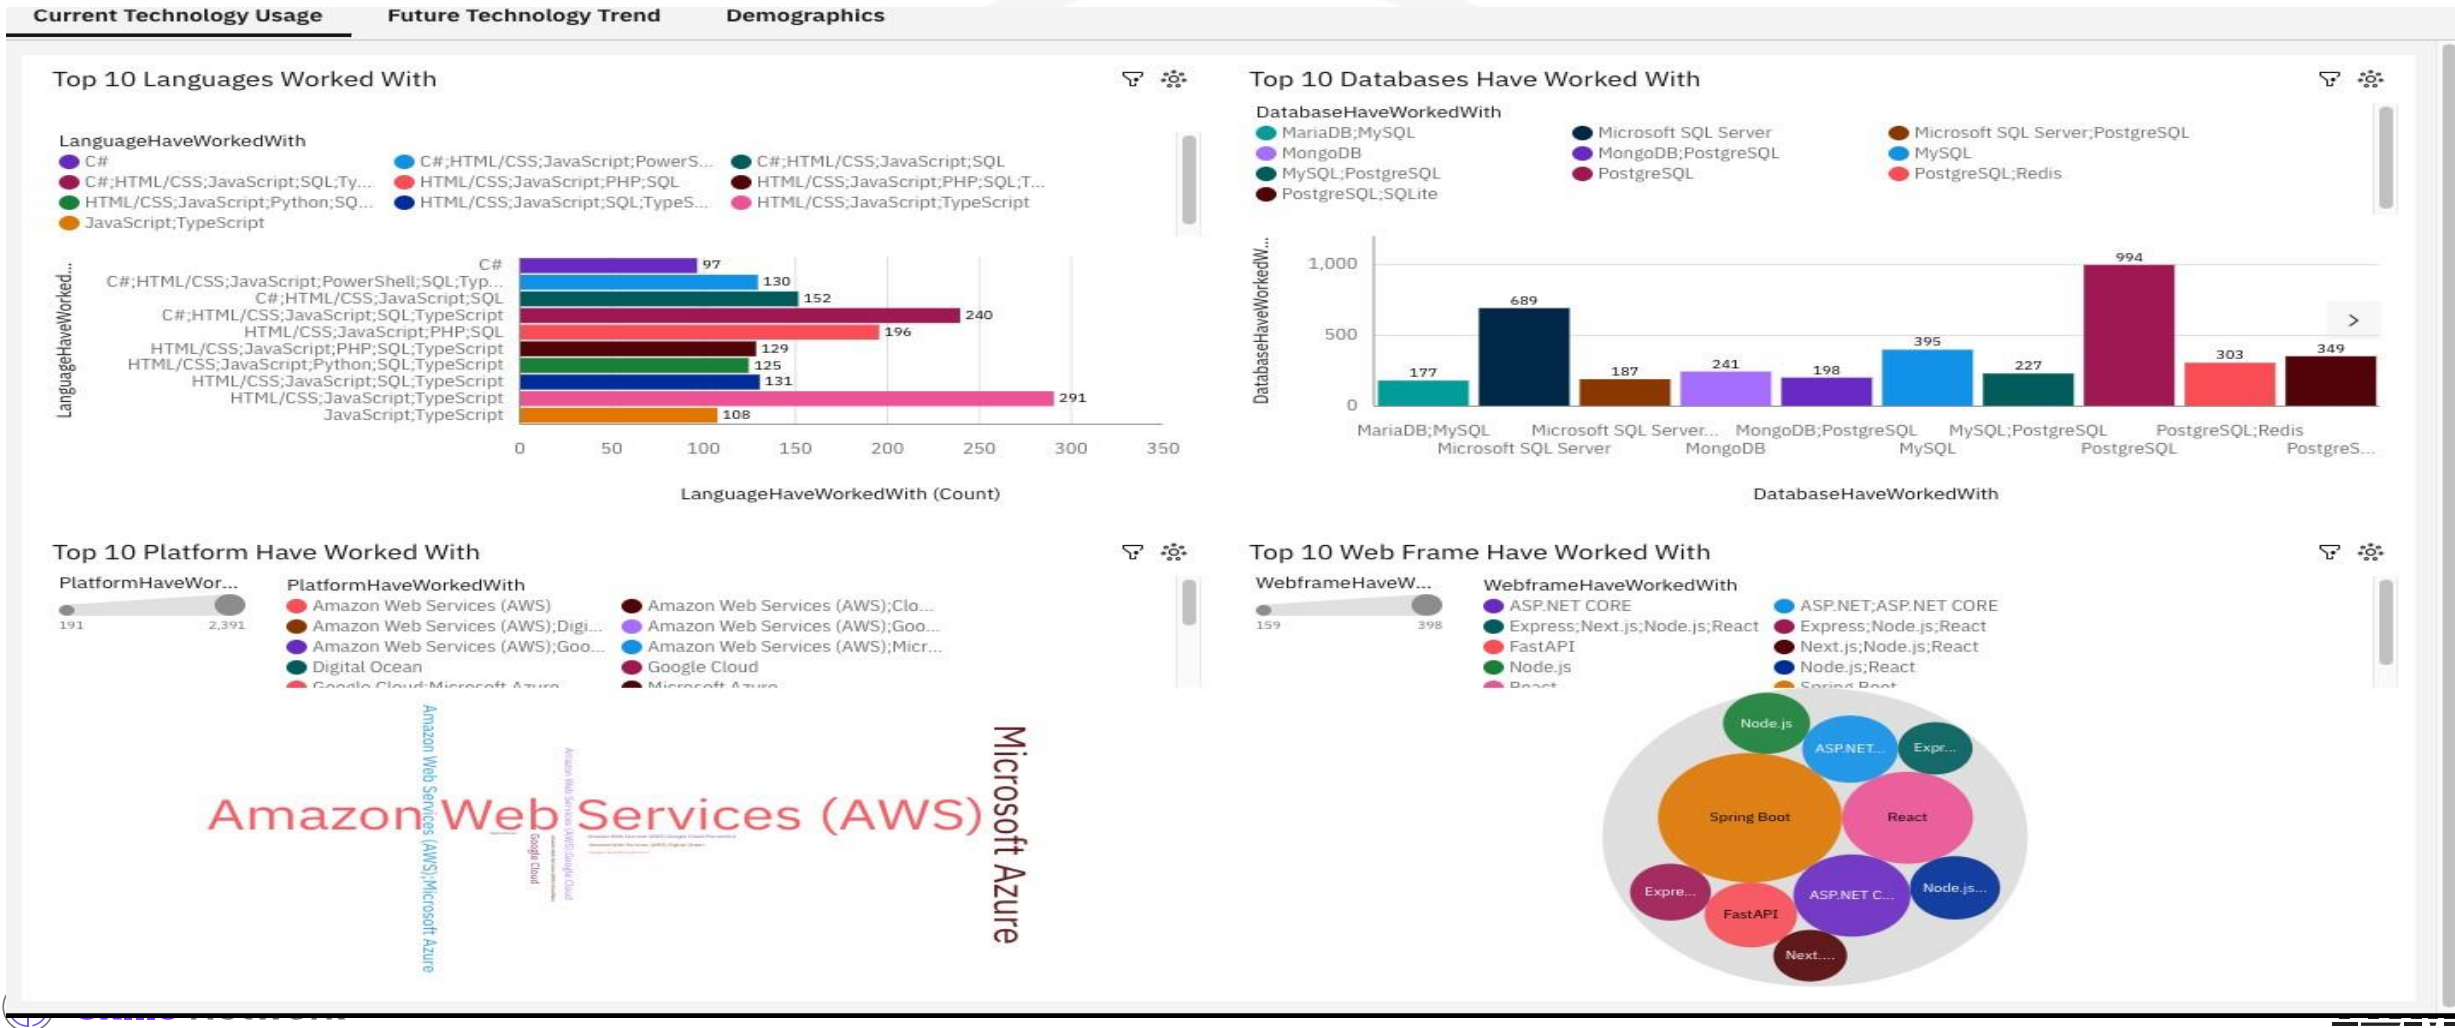 Current Technology Usage Future Technology Trend Demographics
Top 10 Languages Worked With
LanguageHaveWorkedWith
C# C#;HTML/CSS;JavaScript;PowerS... C#;HTML/CSS;JavaScript;SQL
C#;HTML/CSS;JavaScript;SQL;Ty... HTML/CSS;JavaScript;PHP;SQL HTML/CSS;JavaScript;PHP;SQL;T...
HTML/CSS;JavaScript;Python;SQ... HTML/CSS;JavaScript;SQL;TypeS... HTML/CSS;JavaScript;TypeScript
JavaScript;TypeScript
LanguageHaveWorked...
C# 97
C#;HTML/CSS;JavaScript;PowerShell;SQL;Typ... 130
C#;HTML/CSS;JavaScript;SQL 152
C#;HTML/CSS;JavaScript;SQL;TypeScript 240
HTML/CSS;JavaScript;PHP;SQL 196
HTML/CSS;JavaScript;PHP;SQL;TypeScript 129
HTML/CSS;JavaScript;Python;SQL;TypeScript 125
HTML/CSS;JavaScript;SQL;TypeScript 131
HTML/CSS;JavaScript;TypeScript 291
JavaScript;TypeScript 108
0 50 100 150 200 250 300 350
LanguageHaveWorkedWith (Count)
Top 10 Databases Have Worked With
DatabaseHaveWorkedWith
MariaDB;MySQL Microsoft SQL Server Microsoft SQL Server;PostgreSQL
MongoDB MongoDB;PostgreSQL MySQL
MySQL;PostgreSQL PostgreSQL PostgreSQL;Redis
PostgreSQL;SQLite
DatabaseHaveWorkedW...
1,000
500
0
177 689 187 241 198 395 227 994 303 349
>
MariaDB;MySQL Microsoft SQL Server... MongoDB;PostgreSQL MySQL;PostgreSQL PostgreSQL;Redis
Microsoft SQL Server MongoDB MySQL PostgreSQL PostgreS...
DatabaseHaveWorkedWith
Top 10 Platform Have Worked With
PlatformHaveWor...
191 2,391
PlatformHaveWorkedWith
Amazon Web Services (AWS) Amazon Web Services (AWS);Clo...
Amazon Web Services (AWS);Digi... Amazon Web Services (AWS);Goo...
Amazon Web Services (AWS);Goo... Amazon Web Services (AWS);Micr...
Digital Ocean Google Cloud
Google Cloud;Microsoft Azure Microsoft Azure
Amazon Web Services (AWS);Microsoft Azure
Amazon Web Services (AWS);Google Cloud
Amazon Web Services (AWS)
Google Cloud
Microsoft Azure
Top 10 Web Frame Have Worked With
WebframeHaveW...
159 398
WebframeHaveWorkedWith
ASP.NET CORE ASP.NET;ASP.NET CORE
Express;Next.js;Node.js;React Express;Node.js;React
FastAPI Next.js;Node.js;React
Node.js Node.js;React
React Spring Boot
Node.js
ASP.NET...
Expr...
Spring Boot
React
Expre...
FastAPI
ASP.NET C...
Node.js...
Next....